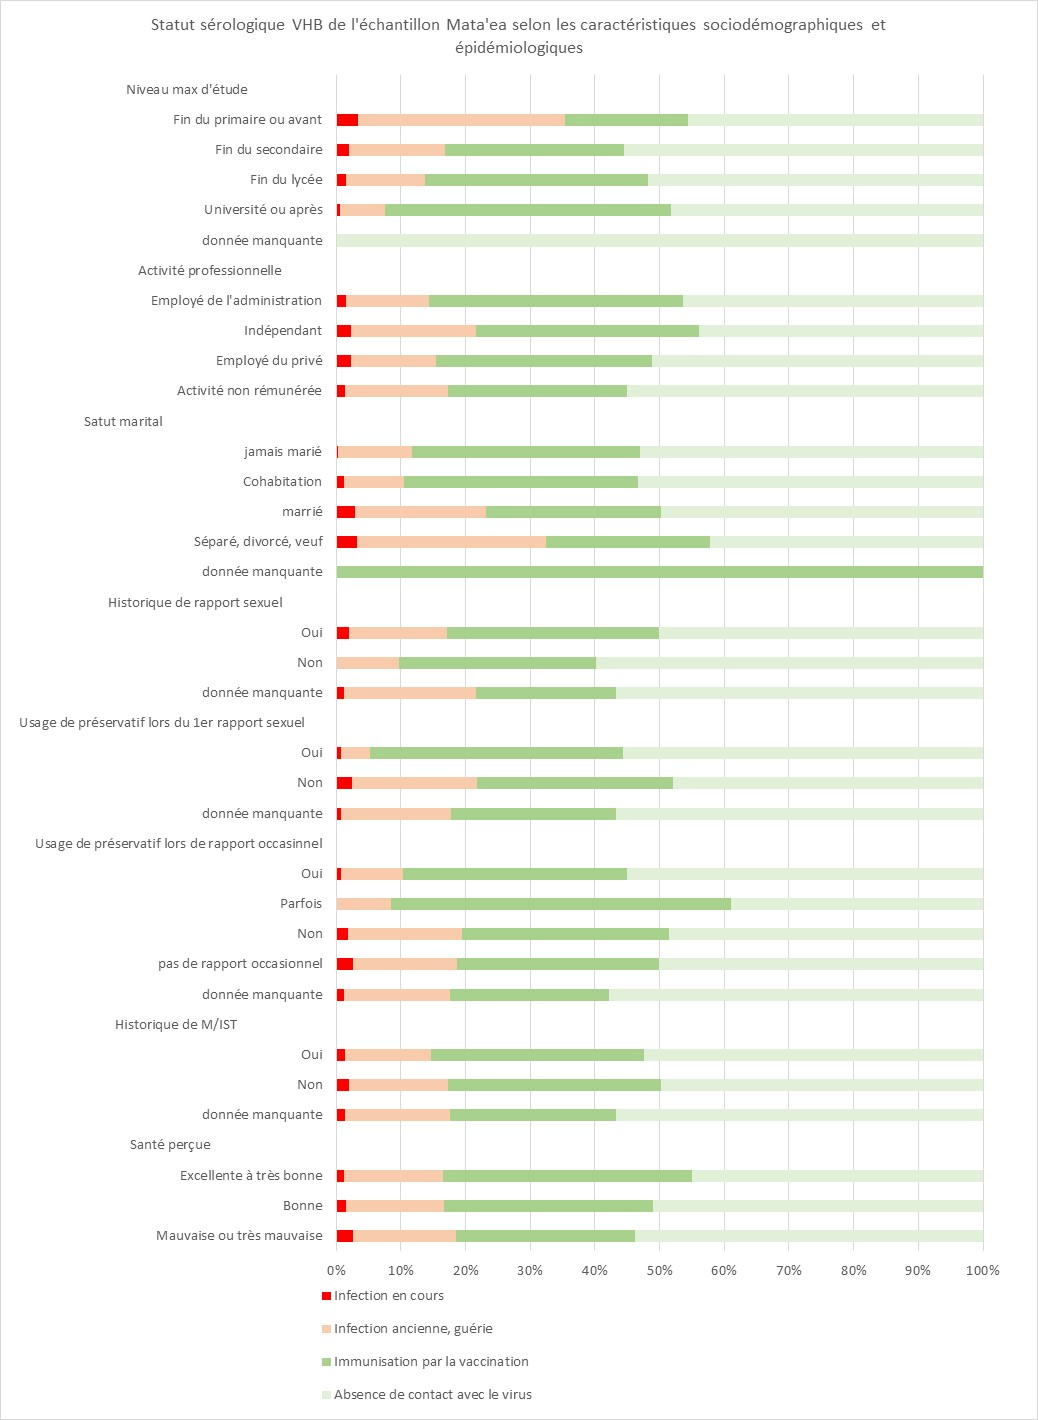 Statut sérologique VHB de l'échantillon Mata'ea selon les caractéristiques sociodémographiques et
épidémiologiques
Niveau max d'étude
Fin du primaire ou avant
Fin du secondaire
Fin du lycée
Université ou après
donnée manquante
Activité professionnelle
Employé de l'administration
Indépendant
Employé du privé
Activité non rémunérée
Satut marital
jamais marié
Cohabitation
marrié
Séparé, divorcé, veuf
donnée manquante
Historique de rapport sexuel
Oui
Non
donnée manquante
Usage de préservatif lors du 1er rapport sexuel
Oui
Non
donnée manquante
Usage de préservatif lors de rapport occasinnel
Oui
Parfois
Non
pas de rapport occasionnel
donnée manquante
Historique de M/IST
Oui
Non
donnée manquante
Santé perçue
Excellente à très bonne
Bonne
Mauvaise ou très mauvaise
0% 10% 20% 30% 40% 50% 60% 70% 80% 90% 100%
Infection en cours
Infection ancienne, guérie
Immunisation par la vaccination
Absence de contact avec le virus